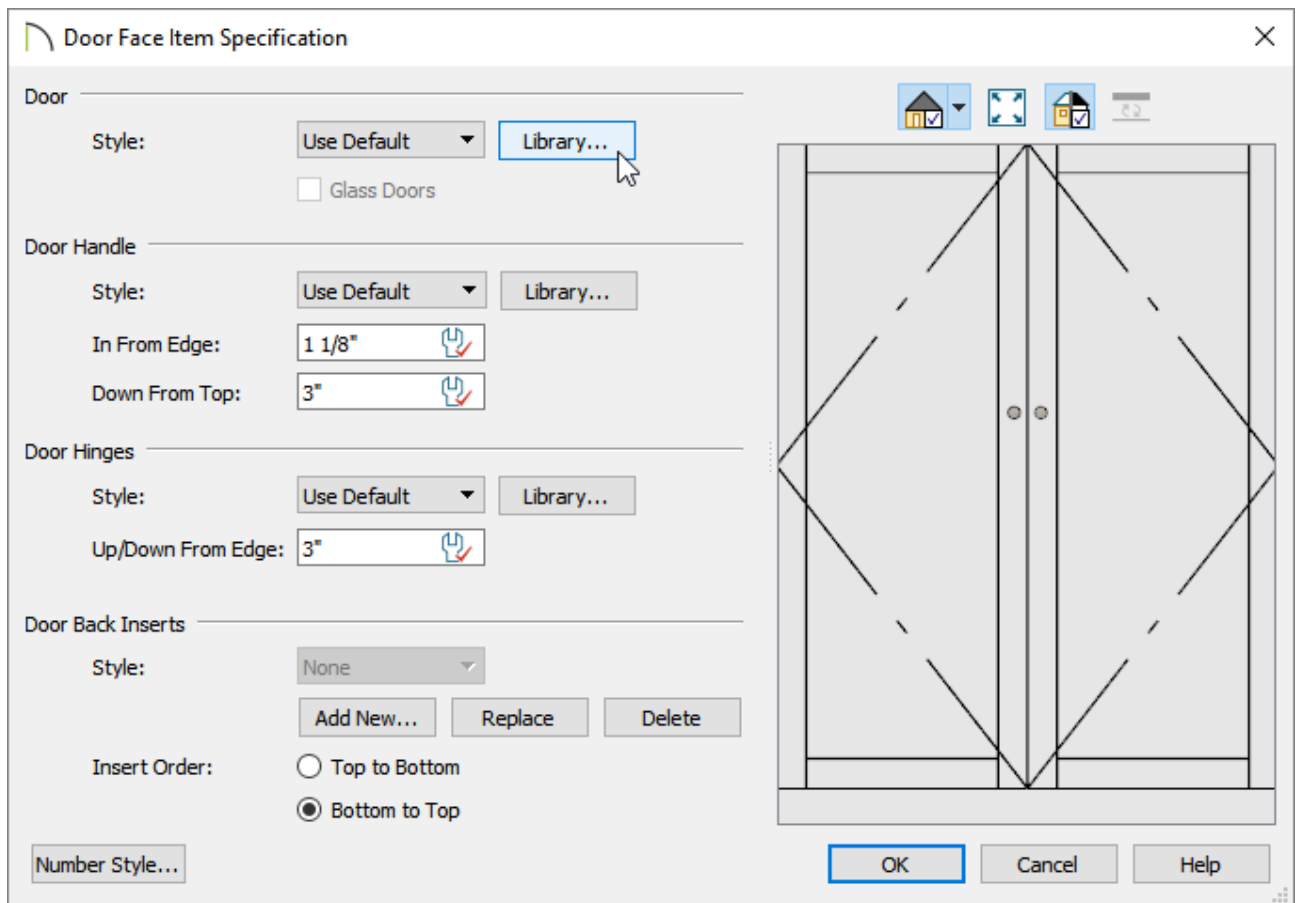 Door Face Item Specification
Door
Style: Use Default Library...
Glass Doors
Door Handle
Style: Use Default Library...
In From Edge: 1 1/8"
Down From Top: 3"
Door Hinges
Style: Use Default Library...
Up/Down From Edge: 3"
Door Back Inserts
Style: None
Add New... Replace Delete
Insert Order: Top to Bottom
Bottom to Top
Number Style... OK Cancel Help